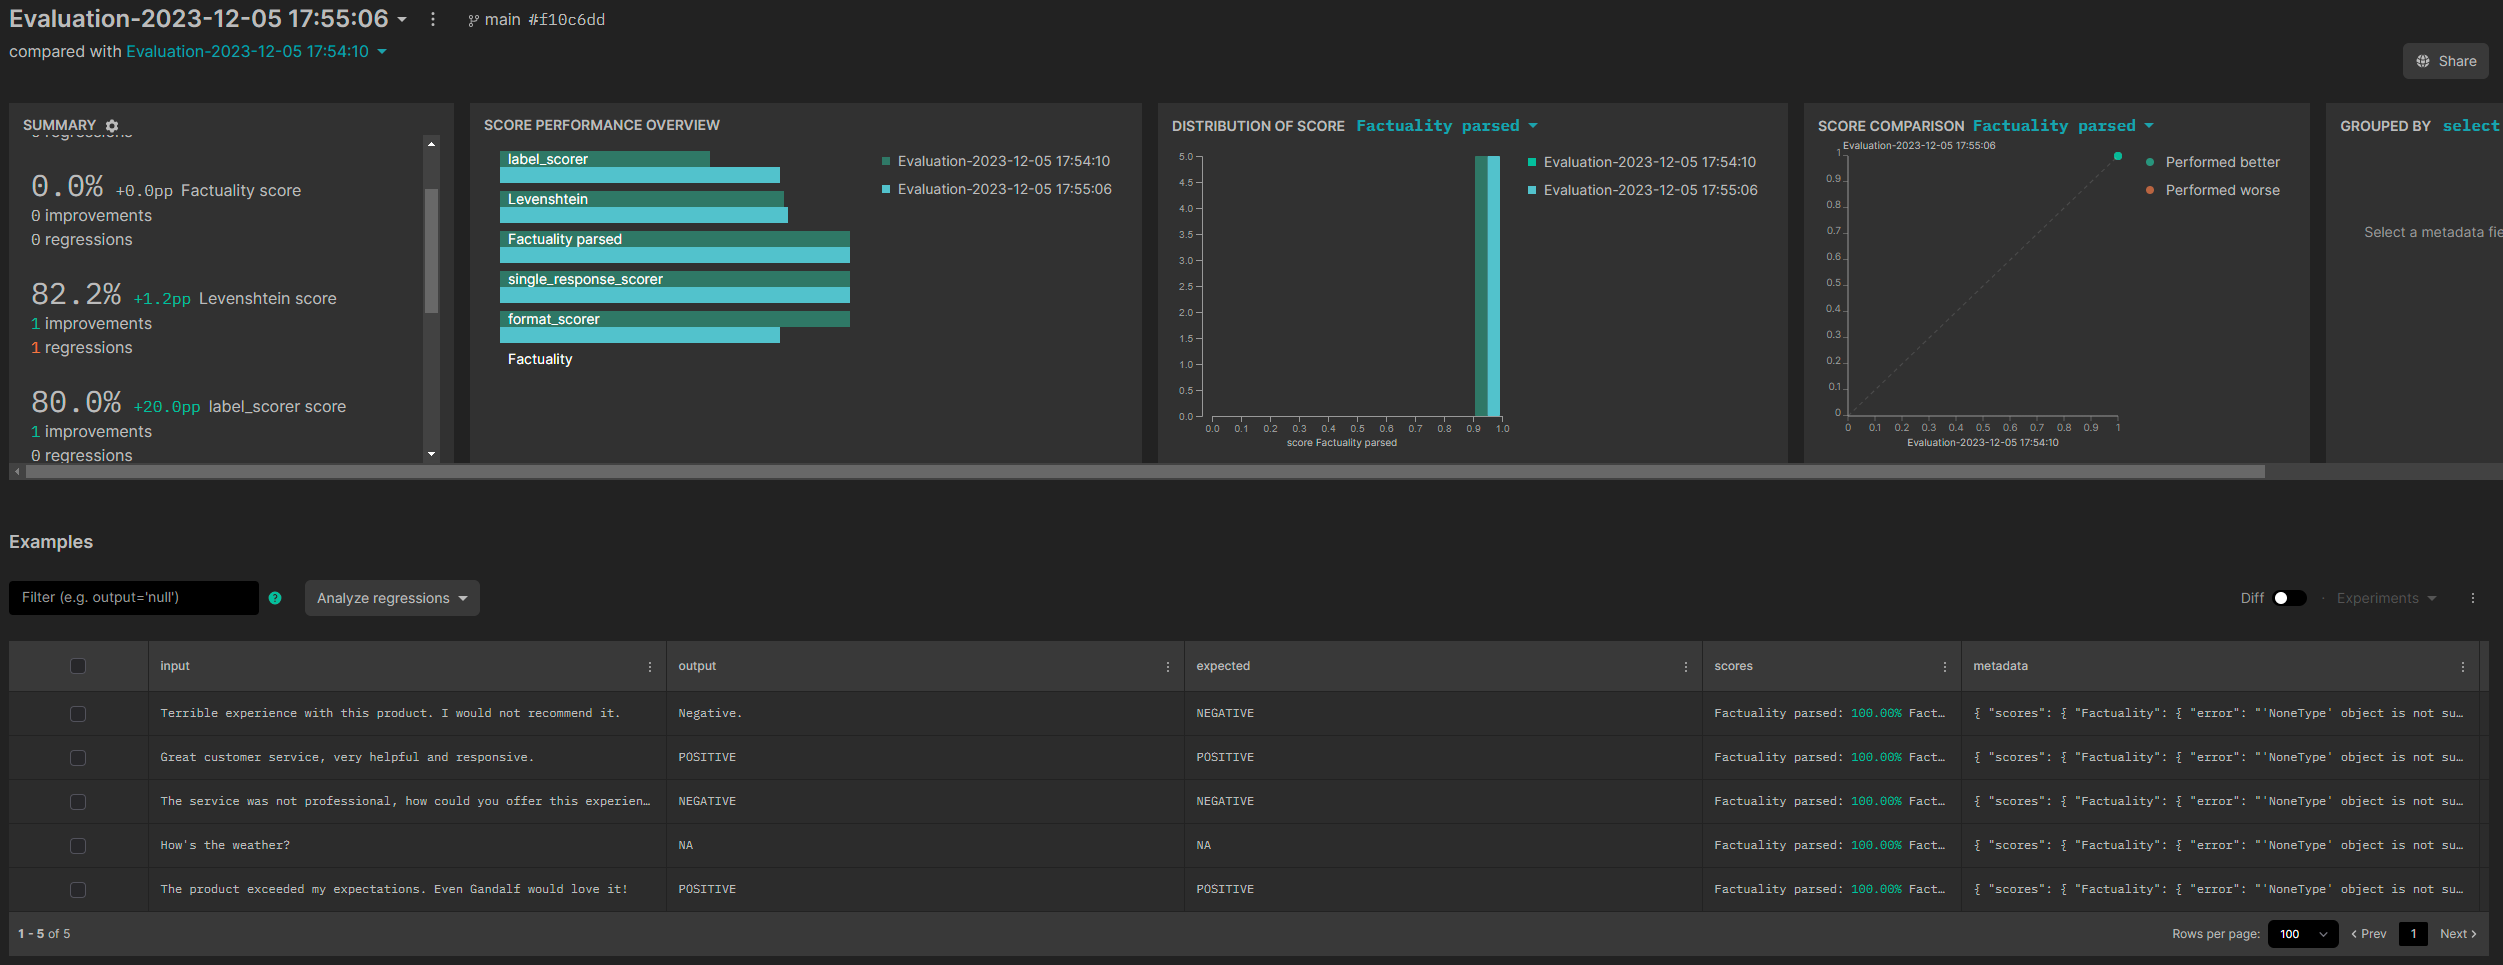 Evaluation-2023-12-05 17:55:06
main #f10c6dd
compared with Evaluation-2023-12-05 17:54:10
Share
SUMMARY
0 regressions
0.0% +0.0pp Factuality score
0 improvements
0 regressions
82.2% +1.2pp Levenshtein score
1 improvements
1 regressions
80.0% +20.0pp label_scorer score
1 improvements
0 regressions
SCORE PERFORMANCE OVERVIEW
label_scorer
Levenshtein
Factuality parsed
single_response_scorer
format_scorer
Factuality
Evaluation-2023-12-05 17:54:10
Evaluation-2023-12-05 17:55:06
DISTRIBUTION OF SCORE Factuality parsed
5.0
4.5
4.0
3.5
3.0
2.5
2.0
1.5
1.0
0.5
0.0
0.0 0.1 0.2 0.3 0.4 0.5 0.6 0.7 0.8 0.9 1.0
score Factuality parsed
Evaluation-2023-12-05 17:54:10
Evaluation-2023-12-05 17:55:06
SCORE COMPARISON Factuality parsed
Evaluation-2023-12-05 17:55:06
1
0.9
0.8
0.7
0.6
0.5
0.4
0.3
0.2
0.1
0
0 0.1 0.2 0.3 0.4 0.5 0.6 0.7 0.8 0.9 1
Evaluation-2023-12-05 17:54:10
Performed better
Performed worse
GROUPED BY select
Select a metadata fie
Examples
Filter (e.g. output='null')
?
Analyze regressions
Diff
Experiments
input output expected scores metadata
Terrible experience with this product. I would not recommend it. Negative. NEGATIVE Factuality parsed: 100.00% Fact… { "scores": { "Factuality": { "error": "'NoneType' object is not su…
Great customer service, very helpful and responsive. POSITIVE POSITIVE Factuality parsed: 100.00% Fact… { "scores": { "Factuality": { "error": "'NoneType' object is not su…
The service was not professional, how could you offer this experien… NEGATIVE NEGATIVE Factuality parsed: 100.00% Fact… { "scores": { "Factuality": { "error": "'NoneType' object is not su…
How's the weather? NA NA Factuality parsed: 100.00% Fact… { "scores": { "Factuality": { "error": "'NoneType' object is not su…
The product exceeded my expectations. Even Gandalf would love it! POSITIVE POSITIVE Factuality parsed: 100.00% Fact… { "scores": { "Factuality": { "error": "'NoneType' object is not su…
1 - 5 of 5
Rows per page: 100 Prev 1 Next